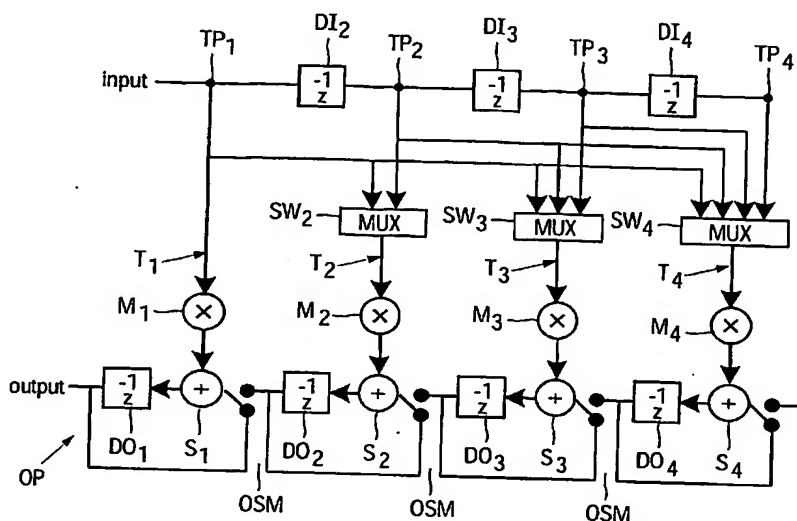 DI2 DI3 DI4
TP1 TP2 TP3 TP4
input -1 z -1 z -1 z
SW2 MUX SW3 MUX SW4 MUX
T1 T2 T3 T4
M1 × M2 × M3 × M4 ×
output -1 z + -1 z + -1 z + -1 z +
DO1 S1 DO2 S2 DO3 S3 DO4 S4
OP OSM OSM OSM